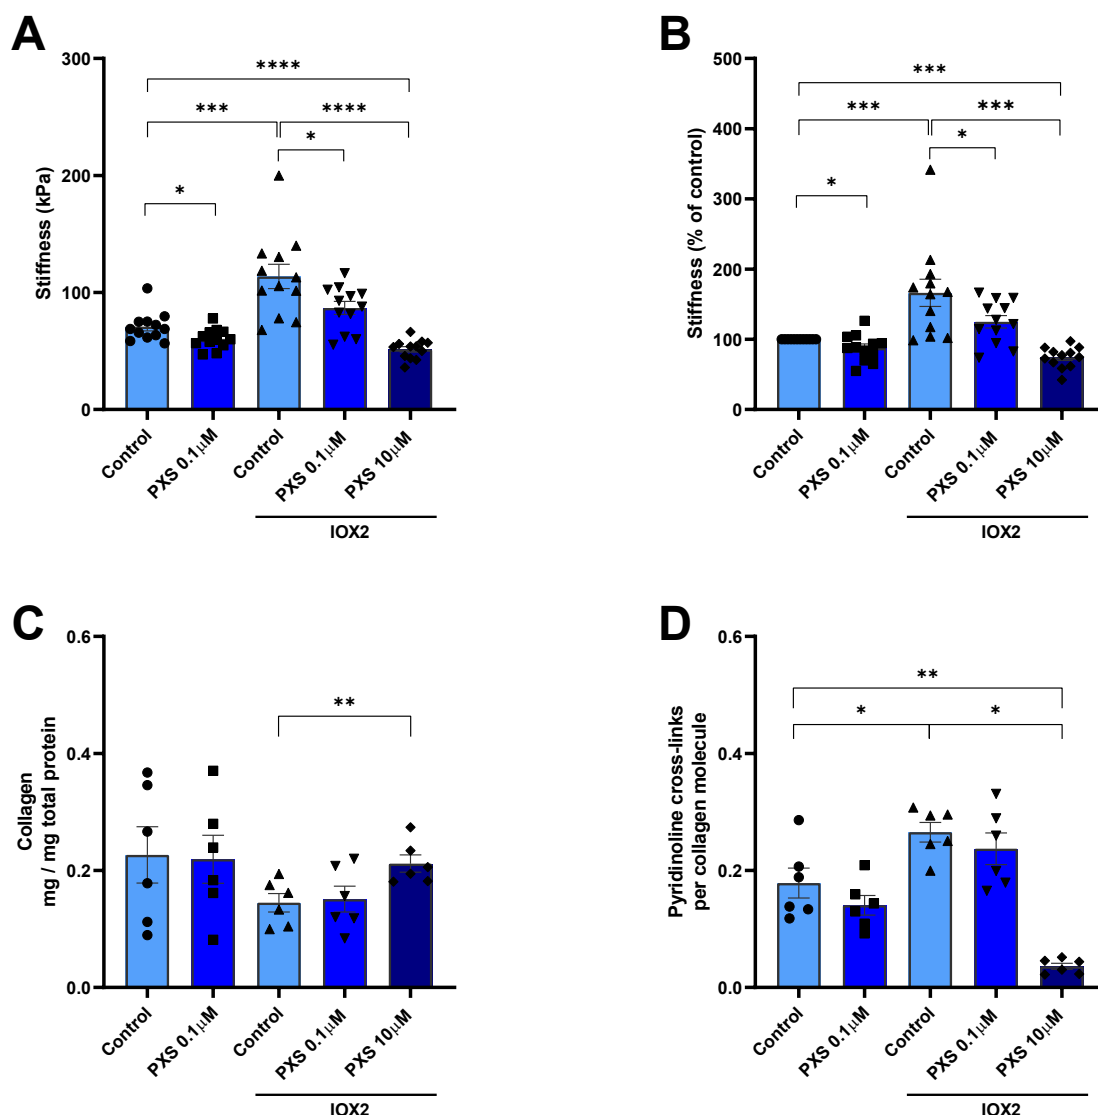 A
Stiffness (kPa)
300
200
100
0
****
***
****
*
*
Control
PXS 0.1μM
Control
PXS 0.1μM
PXS 10μM
IOX2
B
Stiffness (% of control)
500
400
300
200
100
0
***
***
***
*
*
Control
PXS 0.1μM
Control
PXS 0.1μM
PXS 10μM
IOX2
C
Collagen
mg / mg total protein
0.6
0.4
0.2
0.0
**
Control
PXS 0.1μM
Control
PXS 0.1μM
PXS 10μM
IOX2
D
Pyridinoline cross-links
per collagen molecule
0.6
0.4
0.2
0.0
**
*
*
Control
PXS 0.1μM
Control
PXS 0.1μM
PXS 10μM
IOX2